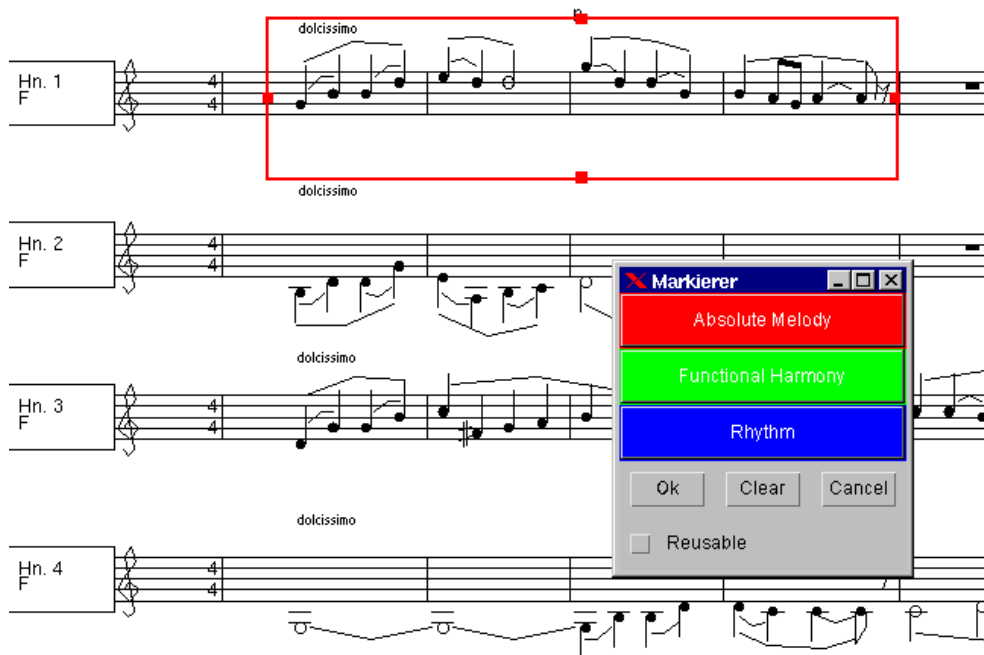 p
dolcissimo
Hn. 1
F
4
4
dolcissimo
Hn. 2
F
4
4
Markierer
Absolute Melody
Functional Harmony
Rhythm
Ok Clear Cancel
Reusable
dolcissimo
Hn. 3
F
4
4
dolcissimo
Hn. 4
F
4
4